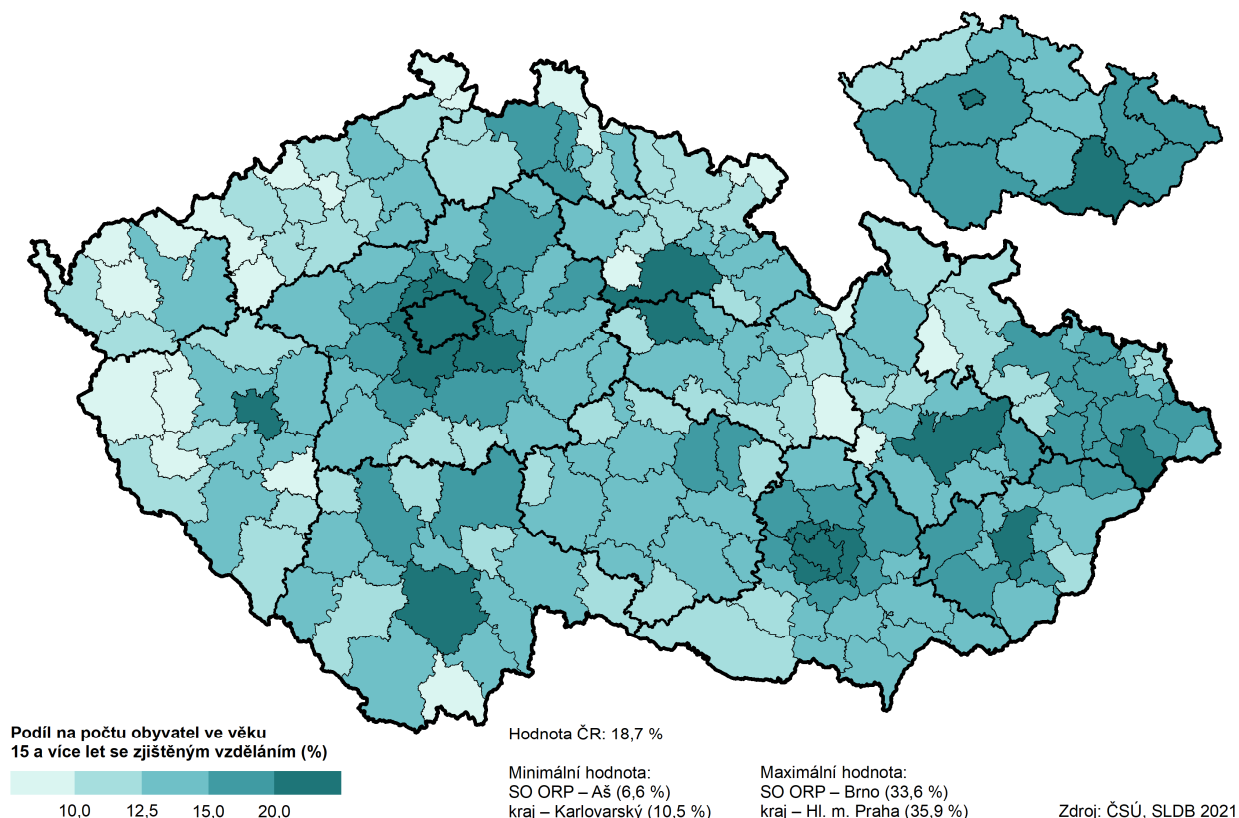 Podíl na počtu obyvatel ve věku
15 a více let se zjištěným vzděláním (%)
10,0 12,5 15,0 20,0
Hodnota ČR: 18,7 %
Minimální hodnota:
SO ORP – Aš (6,6 %)
kraj – Karlovarský (10,5 %)
Maximální hodnota:
SO ORP – Brno (33,6 %)
kraj – Hl. m. Praha (35,9 %)
Zdroj: ČSÚ, SLDB 2021